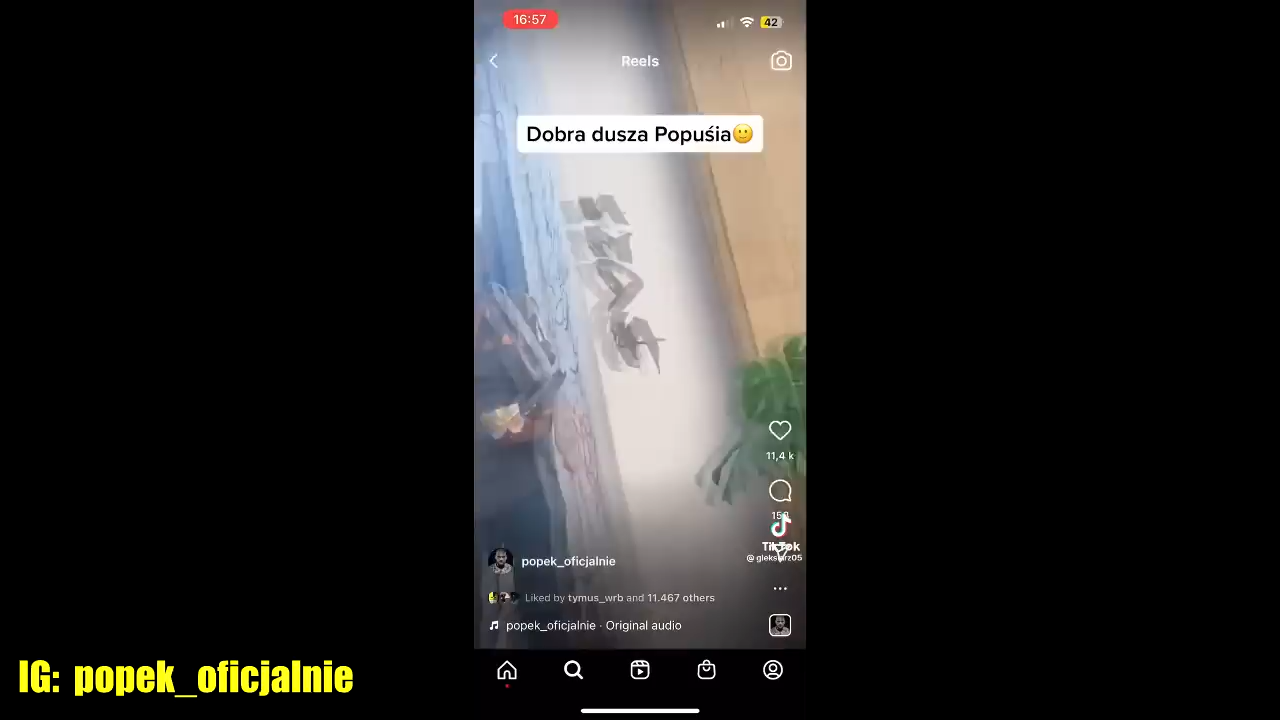 16:57
42
Reels
Dobra dusza Popuśia🙂
11,4 k
TikTok
@gleksiarz05
popek_oficjalnie
Liked by tymus_wrb and 11.467 others
popek_oficjalnie · Original audio
IG: popek_oficjalnie